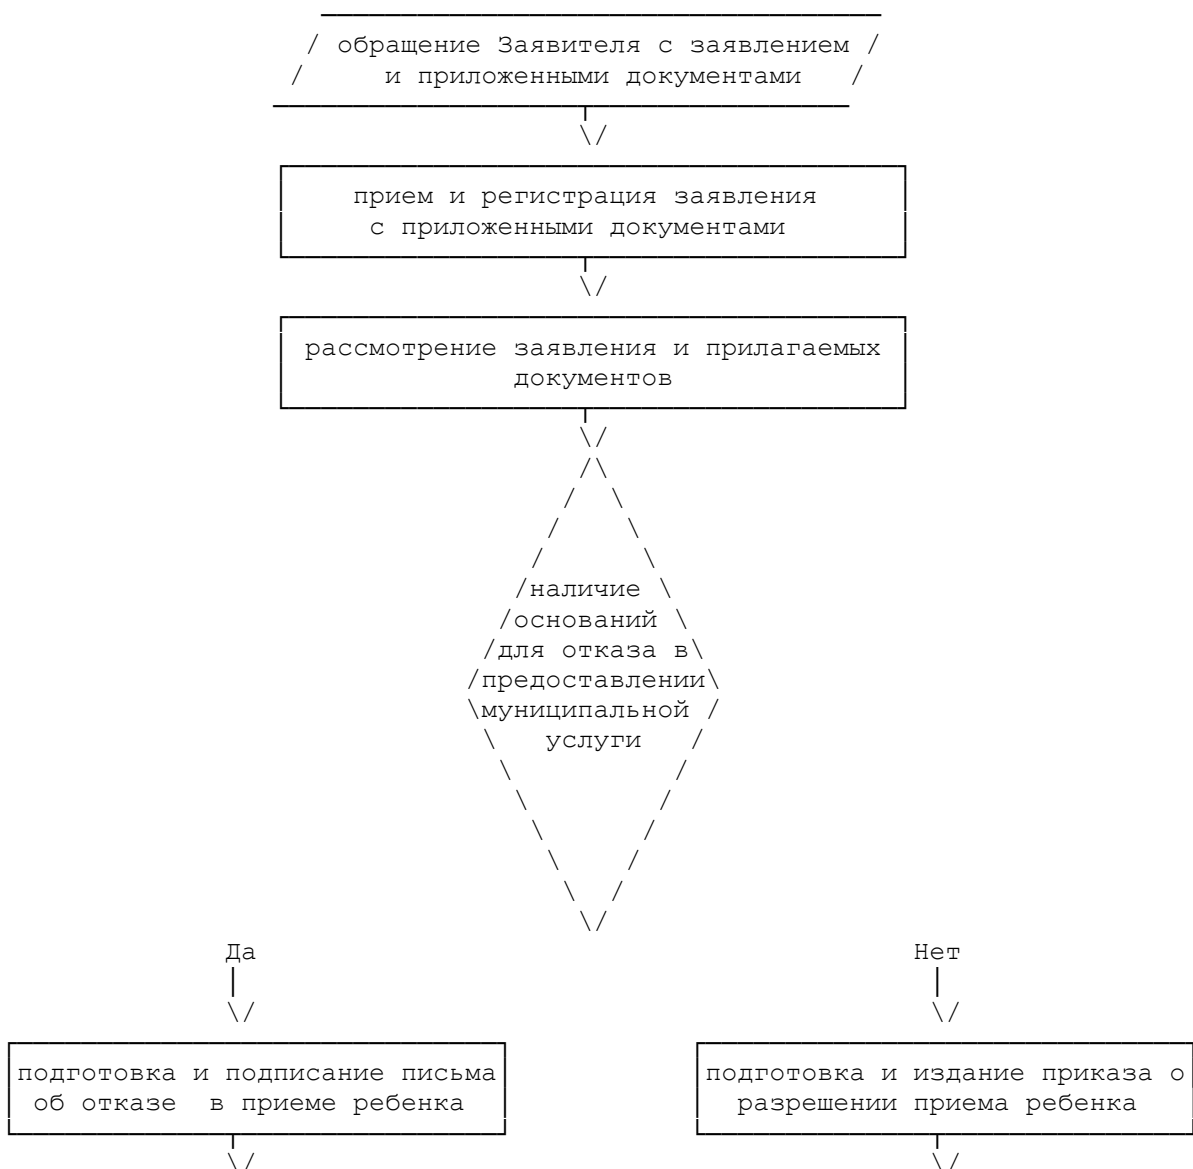 обращение Заявителя с заявлением
и приложенными документами
прием и регистрация заявления
с приложенными документами
рассмотрение заявления и прилагаемых
документов
наличие
оснований
для отказа в
предоставлении
муниципальной
услуги
Да
Нет
подготовка и подписание письма
об отказе в приеме ребенка
подготовка и издание приказа о
разрешении приема ребенка